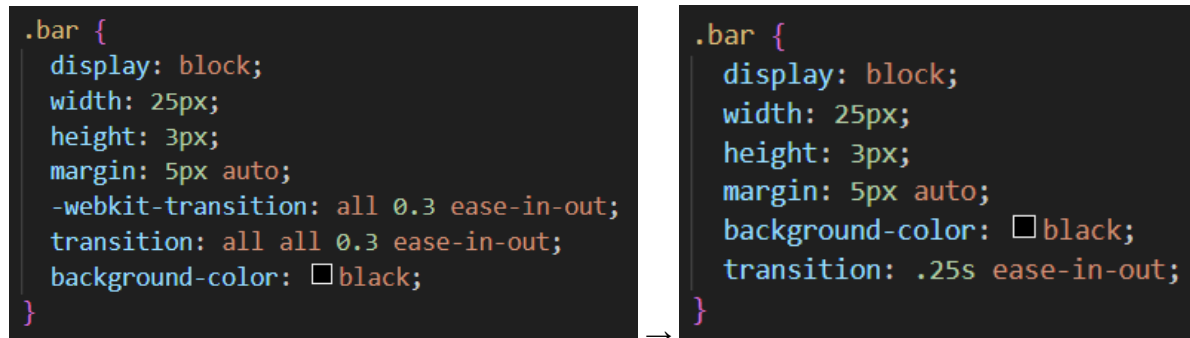 .bar {
display: block;
width: 25px;
height: 3px;
margin: 5px auto;
-webkit-transition: all 0.3 ease-in-out;
transition: all all 0.3 ease-in-out;
background-color: black;
}
→
.bar {
display: block;
width: 25px;
height: 3px;
margin: 5px auto;
background-color: black;
transition: .25s ease-in-out;
}